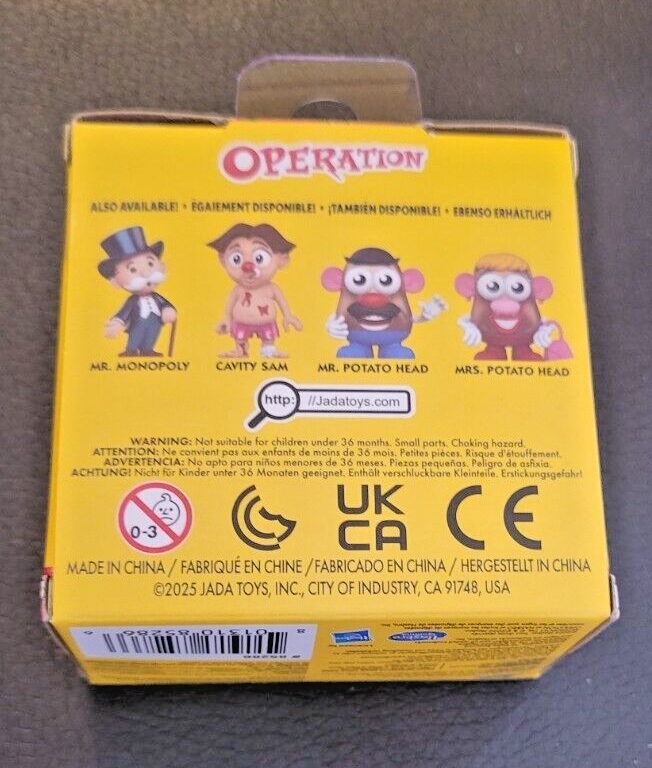 OPERATION
ALSO AVAILABLE! • EGAIEMENT DISPONIBLE! • ¡TAMBIÉN DISPONIBLE! • EBENSO ERHÄLTLICH
MR. MONOPOLY
CAVITY SAM
MR. POTATO HEAD
MRS. POTATO HEAD
http: //Jadatoys.com
WARNING: Not suitable for children under 36 months. Small parts. Choking hazard.
ATTENTION: Ne convient pas aux enfants de moins de 36 mois. Petites pièces. Risque d'étouffement.
ADVERTENCIA: No apto para niños menores de 36 meses. Piezas pequeñas. Peligro de asfixia.
ACHTUNG! Nicht für Kinder unter 36 Monaten geeignet. Enthält verschluckbare Kleinteile. Erstickungsgefahr!
0-3
UK
CA
CE
MADE IN CHINA / FABRIQUÉ EN CHINE / FABRICADO EN CHINA / HERGESTELLT IN CHINA
©2025 JADA TOYS, INC., CITY OF INDUSTRY, CA 91748, USA
8 01310 85286 6